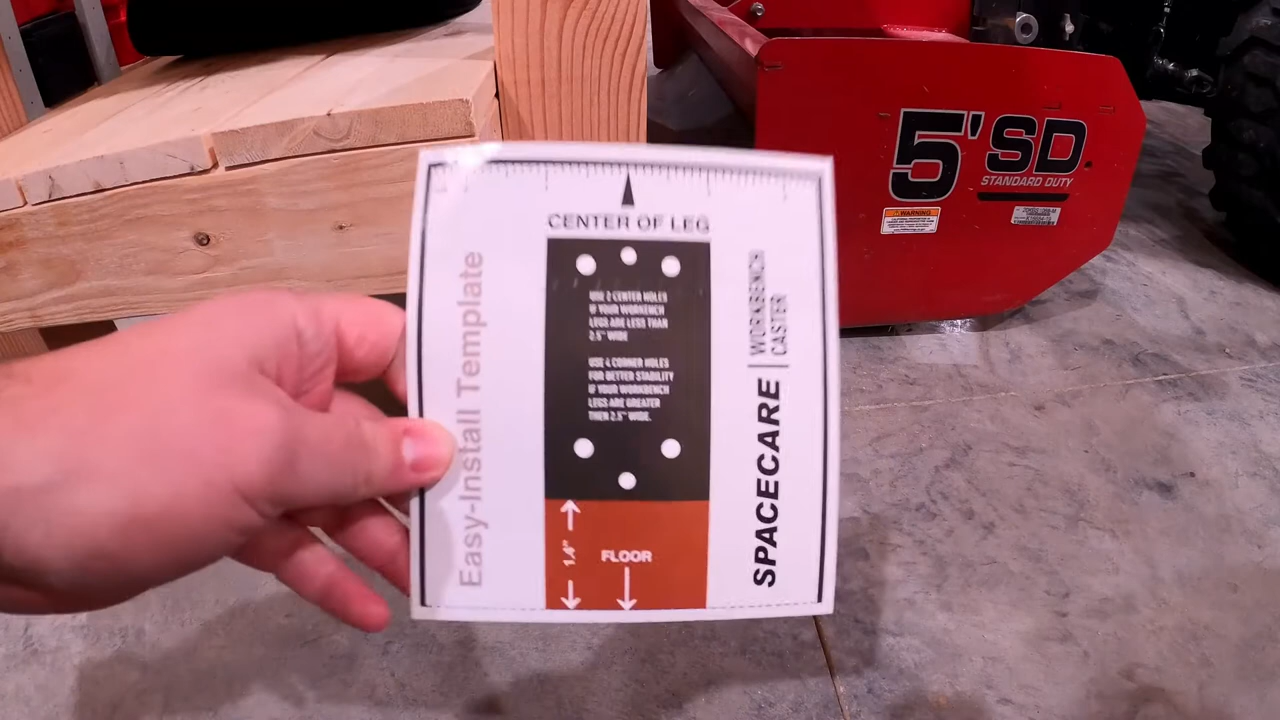 5' SD
STANDARD DUTY
WARNING
CENTER OF LEG
USE 2 CENTER HOLES
IF YOUR WORKBENCH
LEGS ARE LESS THAN
2.5" WIDE
USE 4 CORNER HOLES
FOR BETTER STABILITY
IF YOUR WORKBENCH
LEGS ARE GREATER
THEN 2.5" WIDE.
1.4"
FLOOR
Easy-Install Template
SPACECARE
WORKBENCH
CASTER